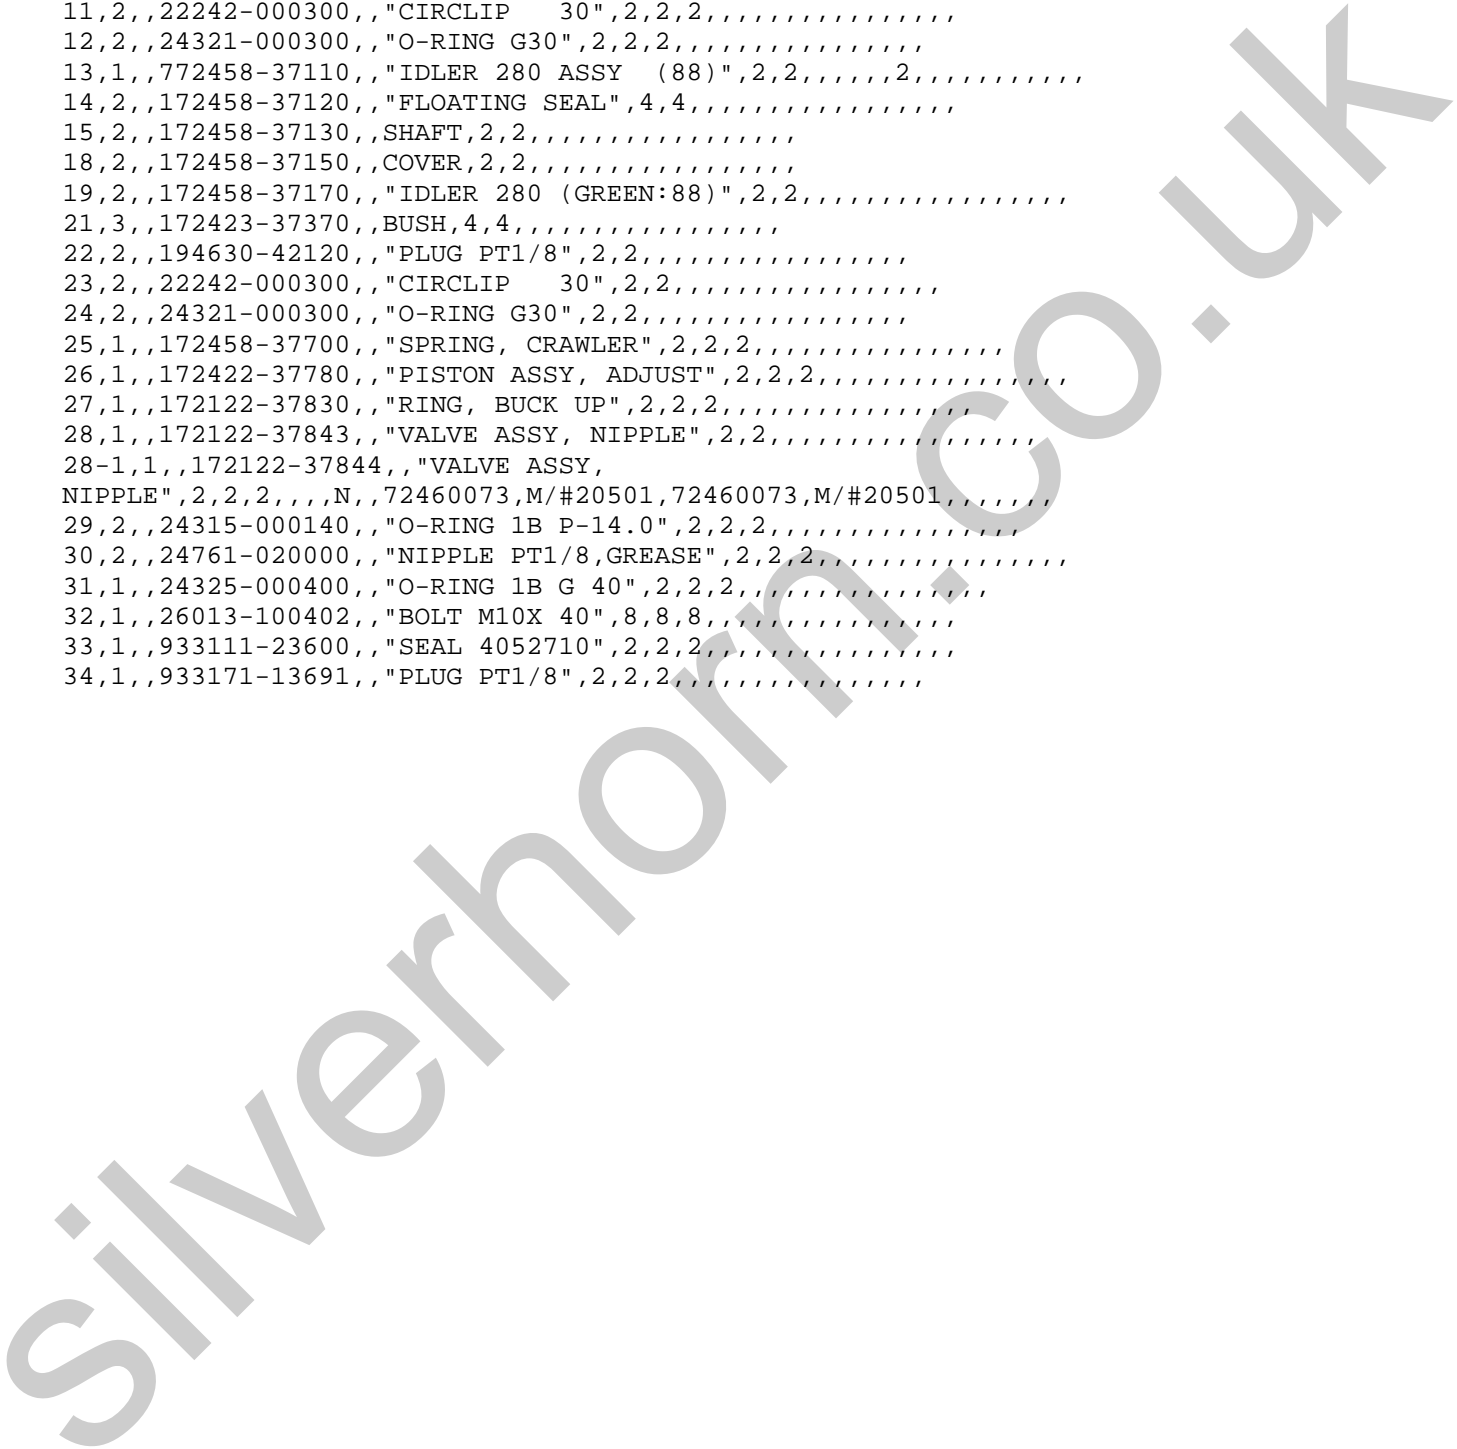 11,2,,22242-000300,,"CIRCLIP   30",2,2,2,,,,,,,,,,,,,,,,
12,2,,24321-000300,,"O-RING G30",2,2,2,,,,,,,,,,,,,,,,
13,1,,772458-37110,,"IDLER 280 ASSY  (88)",2,2,,,,,,2,,,,,,,,,,,
14,2,,172458-37120,,"FLOATING SEAL",4,4,,,,,,,,,,,,,,,,,
15,2,,172458-37130,,SHAFT,2,2,,,,,,,,,,,,,,,,,
18,2,,172458-37150,,COVER,2,2,,,,,,,,,,,,,,,,,
19,2,,172458-37170,,"IDLER 280 (GREEN:88)",2,2,,,,,,,,,,,,,,,,,
21,3,,172423-37370,,BUSH,4,4,,,,,,,,,,,,,,,,,
22,2,,194630-42120,,"PLUG PT1/8",2,2,,,,,,,,,,,,,,,,,
23,2,,22242-000300,,"CIRCLIP   30",2,2,,,,,,,,,,,,,,,,,
24,2,,24321-000300,,"O-RING G30",2,2,,,,,,,,,,,,,,,,,
25,1,,172458-37700,,"SPRING, CRAWLER",2,2,2,,,,,,,,,,,,,,,,
26,1,,172422-37780,,"PISTON ASSY, ADJUST",2,2,2,,,,,,,,,,,,,,,,
27,1,,172122-37830,,"RING, BUCK UP",2,2,2,,,,,,,,,,,,,,,,
28,1,,172122-37843,,"VALVE ASSY, NIPPLE",2,2,,,,,,,,,,,,,,,,,
28-1,1,,172122-37844,,"VALVE ASSY,
NIPPLE",2,2,2,,,,N,,72460073,M/#20501,72460073,M/#20501,,,,,,,
29,2,,24315-000140,,"O-RING 1B P-14.0",2,2,2,,,,,,,,,,,,,,,,
30,2,,24761-020000,,"NIPPLE PT1/8,GREASE",2,2,2,,,,,,,,,,,,,,,,
31,1,,24325-000400,,"O-RING 1B G 40",2,2,2,,,,,,,,,,,,,,,,
32,1,,26013-100402,,"BOLT M10X 40",8,8,8,,,,,,,,,,,,,,,,
33,1,,933111-23600,,"SEAL 4052710",2,2,2,,,,,,,,,,,,,,,,
34,1,,933171-13691,,"PLUG PT1/8",2,2,2,,,,,,,,,,,,,,,,
silverhorn.co.uk